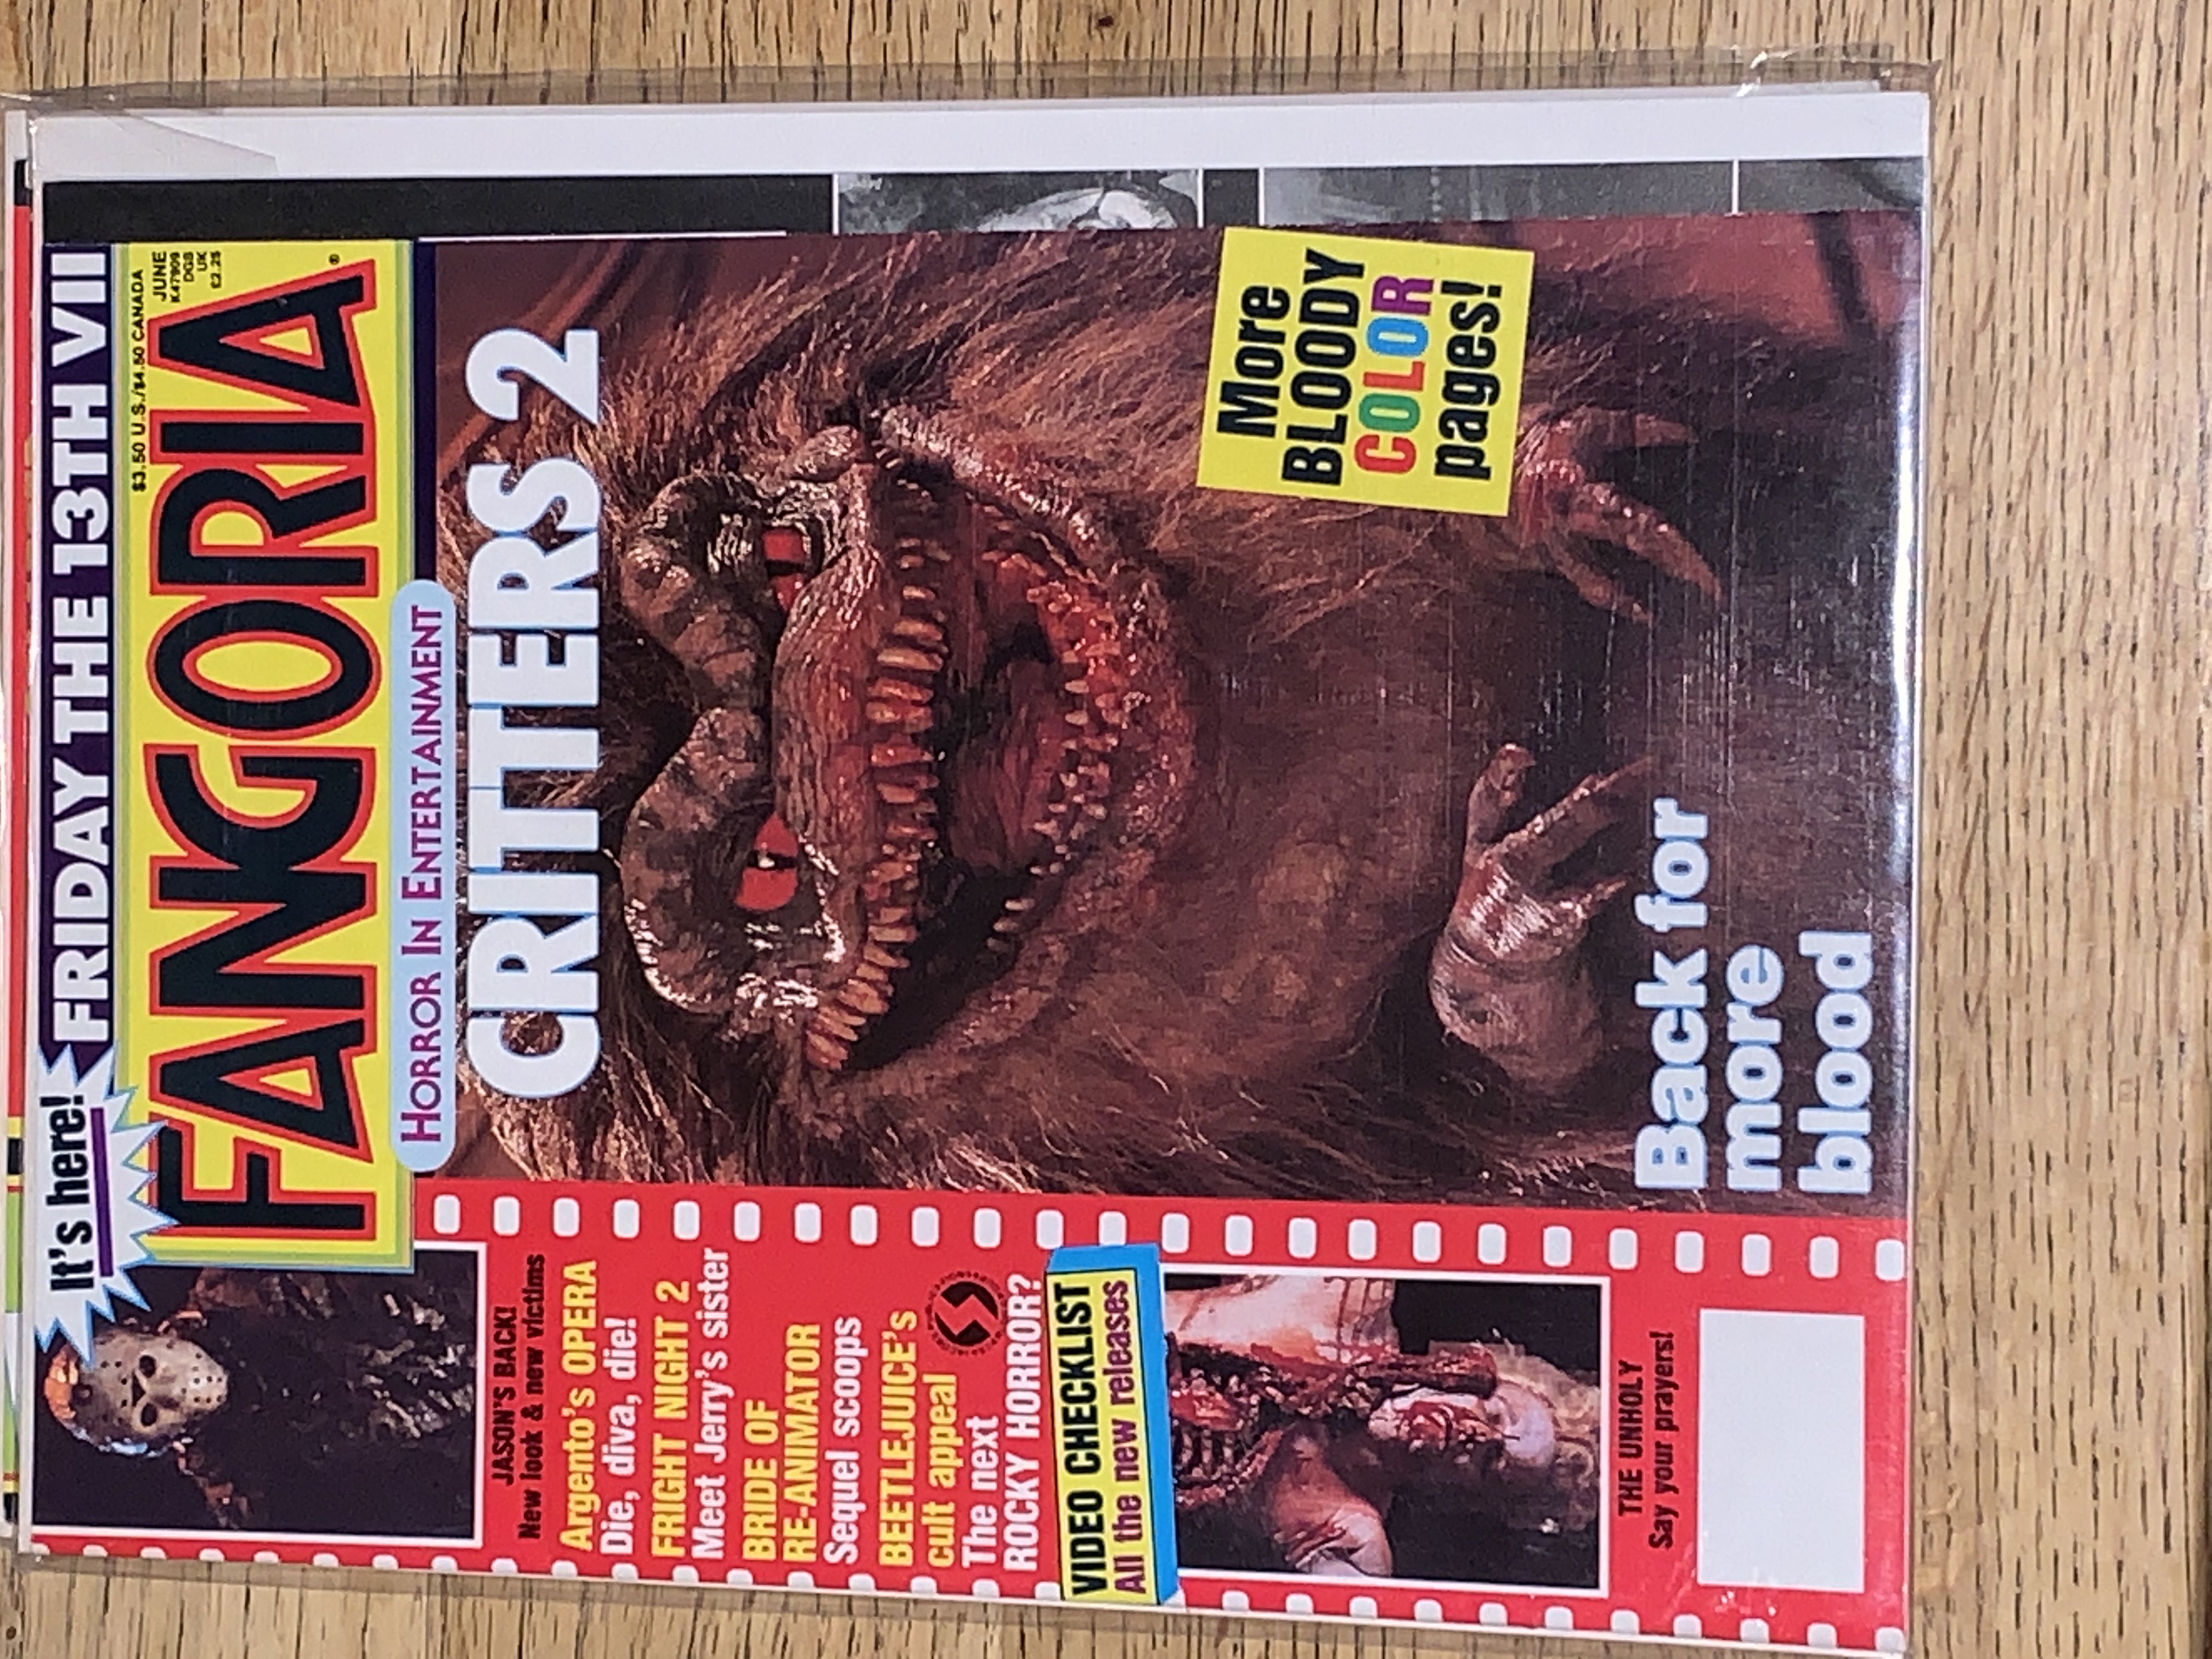 It's here!
FRIDAY THE 13TH VII
$3.50 U.S./$4.50 CANADA
JUNE
K47909
DGS
UK
£2.25
FANGORIA®
HORROR IN ENTERTAINMENT
CRITTERS 2
JASON'S BACK!
New look & new victims
Argento's OPERA
Die, diva, die!
FRIGHT NIGHT 2
Meet Jerry's sister
BRIDE OF
RE-ANIMATOR
Sequel scoops
BEETLEJUICE's
cult appeal
The next
ROCKY HORROR?
VIDEO CHECKLIST
All the new releases
THE UNHOLY
Say your prayers!
More
BLOODY
COLOR
pages!
Back for
more
blood